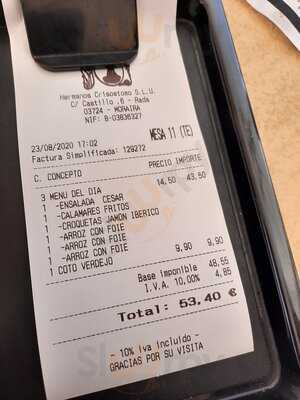 Hermanos Crisostomo S.L.U.
C/ Castillo ,6 - Rada
03724 - MORAIRA
NIF: B-03836327
23/08/2020 17:02 MESA 11 (TE)
Factura Simplificada: 129272
C. CONCEPTO PRECIO IMPORTE
3 MENU DEL DIA 14,50 43,50
1 -ENSALADA CESAR
1 -CALAMARES FRITOS
1 -CROQUETAS JAMON IBERICO
1 -ARROZ CON FOIE
1 -ARROZ CON FOIE
1 -ARROZ CON FOIE
1 COTO VERDEJO 9,90 9,90
Base imponible 48,55
I.V.A. 10,00% 4,85
Total: 53,40 €
- 10% iva incluido -
GRACIAS POR SU VISITA